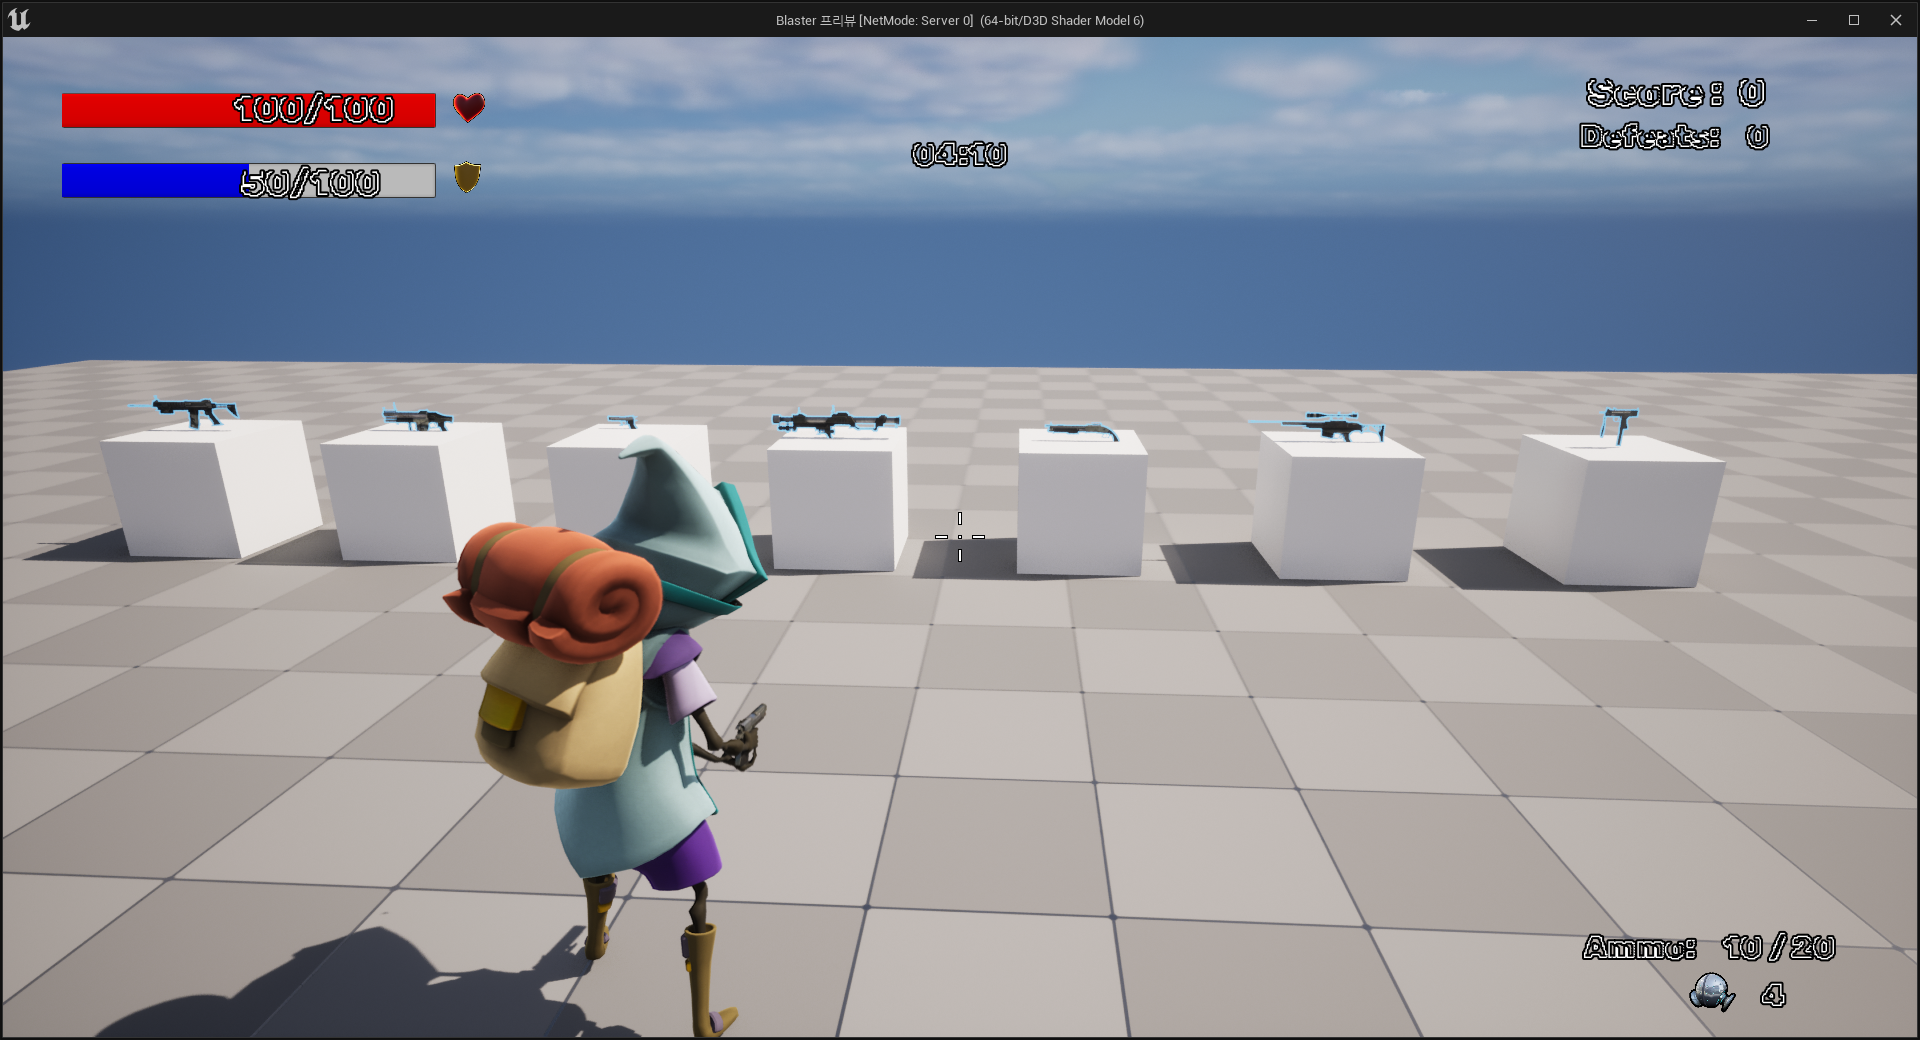 Blaster 프리뷰 [NetMode: Server 0] (64-bit/D3D Shader Model 6)
100/100
50/100
04:10
Score: 0
Defeats: 0
Ammo: 10 / 20
4